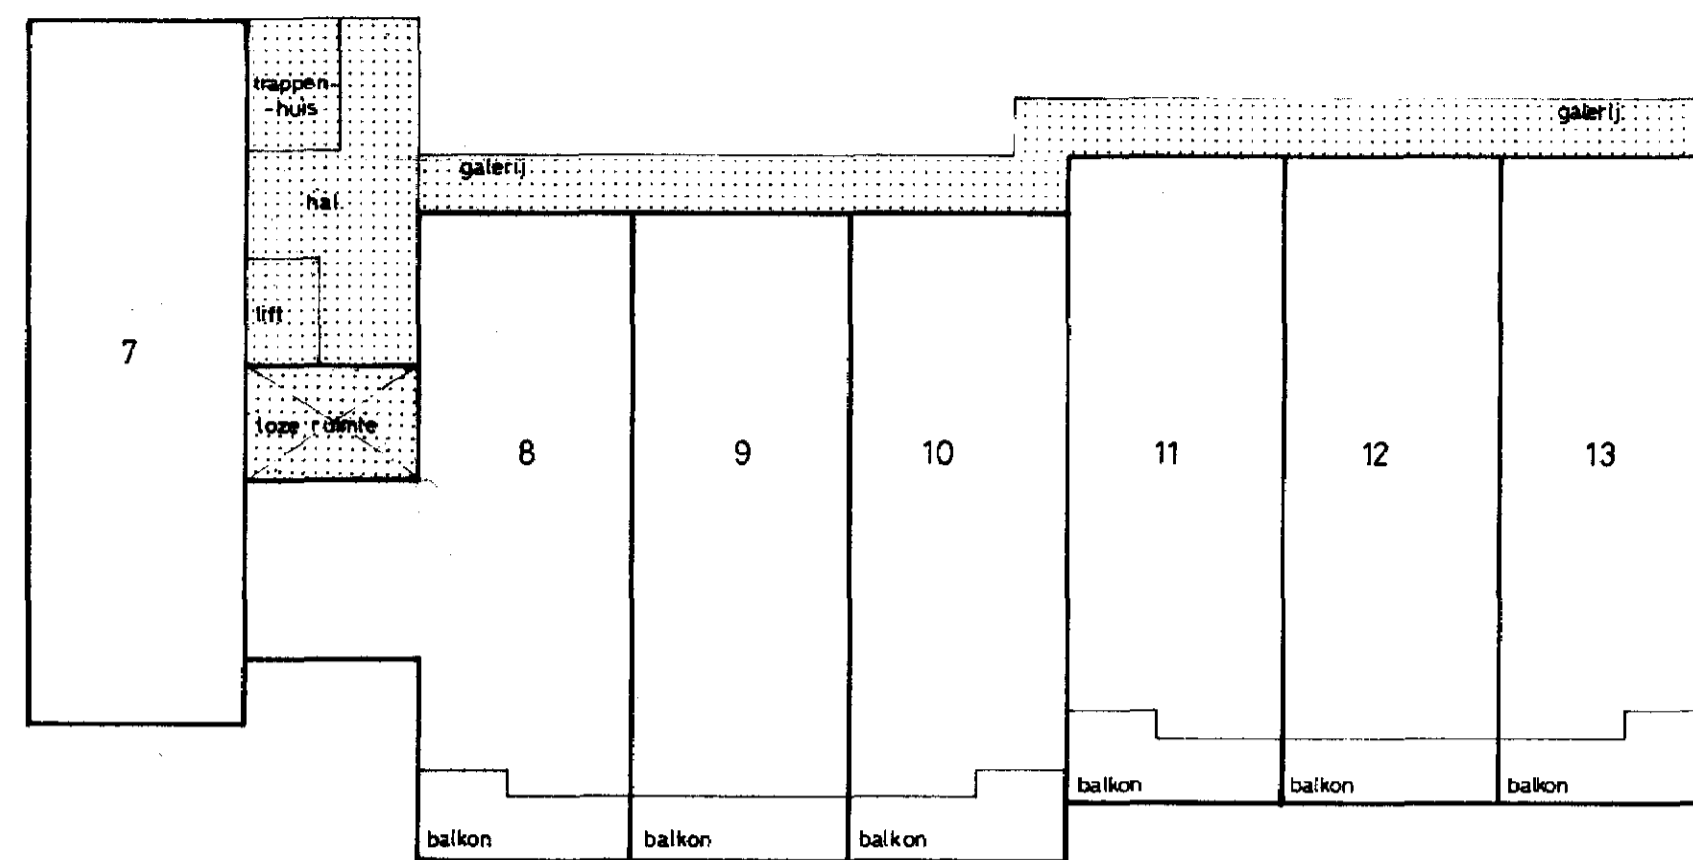 trappen-
-huis
galerij
galerij
hal
lift
7
loze ruimte
8
9
10
11
12
13
balkon
balkon
balkon
balkon
balkon
balkon